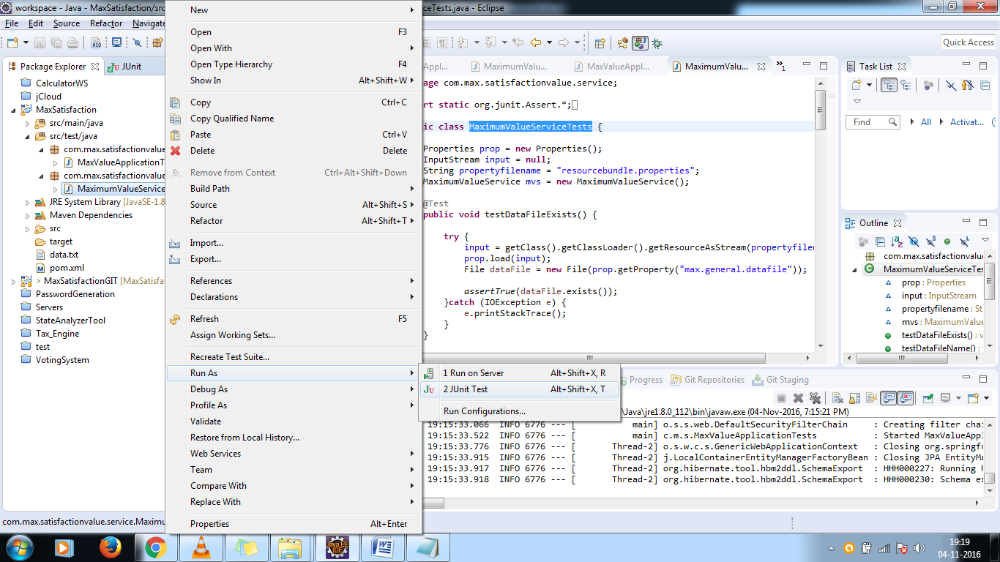 workspace - Java - MaxSatisfaction/src
viceTests.java - Eclipse
File Edit Source Refactor Navigate
Quick Access
Package Explorer
JUnit
CalculatorWS
jCloud
MaxSatisfaction
src/main/java
src/test/java
com.max.satisfactionvalue
MaxValueApplicationT
com.max.satisfactionvalue
MaximumValueService
JRE System Library [JavaSE-1.8
Maven Dependencies
src
target
data.txt
pom.xml
> MaxSatisfactionGIT [MaxSatisfa
PasswordGeneration
Servers
StateAnalyzerTool
Tax_Engine
test
VotingSystem
com.max.satisfactionvalue.service.Maximu
New
Open F3
Open With
Open Type Hierarchy F4
Show In Alt+Shift+W
Copy Ctrl+C
Copy Qualified Name
Paste Ctrl+V
Delete Delete
Remove from Context Ctrl+Alt+Shift+Down
Build Path
Source Alt+Shift+S
Refactor Alt+Shift+T
Import...
Export...
References
Declarations
Refresh F5
Assign Working Sets...
Recreate Test Suite...
Run As
Debug As
Profile As
Validate
Restore from Local History...
Web Services
Team
Compare With
Replace With
Properties Alt+Enter
1 Run on Server Alt+Shift+X, R
2 JUnit Test Alt+Shift+X, T
Run Configurations...
Appl... MaximumValu... MaxValueAppl... MaximumValu... »1
age com.max.satisfactionvalue.service;
rt static org.junit.Assert.*;
ic class MaximumValueServiceTests {
Properties prop = new Properties();
InputStream input = null;
String propertyfilename = "resourcebundle.properties";
MaximumValueService mvs = new MaximumValueService();
@Test
public void testDataFileExists() {
try {
input = getClass().getClassLoader().getResourceAsStream(propertyfilen
prop.load(input);
File dataFile = new File(prop.getProperty("max.general.datafile"));
assertTrue(dataFile.exists());
}catch (IOException e) {
e.printStackTrace();
}
}
Task List
Find All Activat...
Outline
com.max.satisfactionvalu
MaximumValueServiceTes
prop : Properties
input : InputStream
propertyfilename : St
mvs : MaximumValue
testDataFileExists() : v
testDataFileName() : v
Progress Git Repositories Git Staging
\Java\jre1.8.0_112\bin\javaw.exe (04-Nov-2016, 7:15:21 PM)
19:15:33.066 INFO 6776 --- [ main] o.s.s.web.DefaultSecurityFilterChain : Creating filter chai
19:15:33.522 INFO 6776 --- [ main] c.m.s.MaxValueApplicationTests : Started MaxValueAppl
19:15:33.776 INFO 6776 --- [ Thread-2] o.s.w.c.s.GenericWebApplicationContext : Closing org.springfr
19:15:33.915 INFO 6776 --- [ Thread-2] j.LocalContainerEntityManagerFactoryBean : Closing JPA EntityMa
19:15:33.917 INFO 6776 --- [ Thread-2] org.hibernate.tool.hbm2ddl.SchemaExport : HHH000227: Running h
19:15:33.918 INFO 6776 --- [ Thread-2] org.hibernate.tool.hbm2ddl.SchemaExport : HHH000230: Schema ex
Java EE
IDE
19:19
04-11-2016